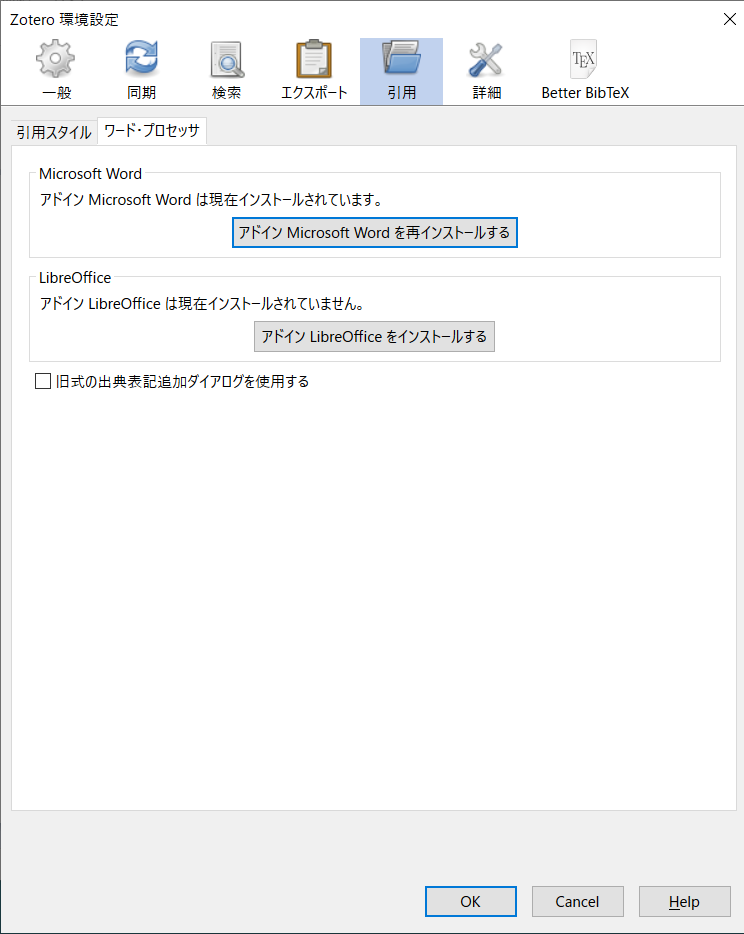 Zotero 環境設定
一般
同期
検索
エクスポート
引用
詳細
TEX
Better BibTeX
引用スタイル
ワード・プロセッサ
Microsoft Word
アドイン Microsoft Word は現在インストールされています。
アドイン Microsoft Word を再インストールする
LibreOffice
アドイン LibreOffice は現在インストールされていません。
アドイン LibreOffice をインストールする
旧式の出典表記追加ダイアログを使用する
OK
Cancel
Help